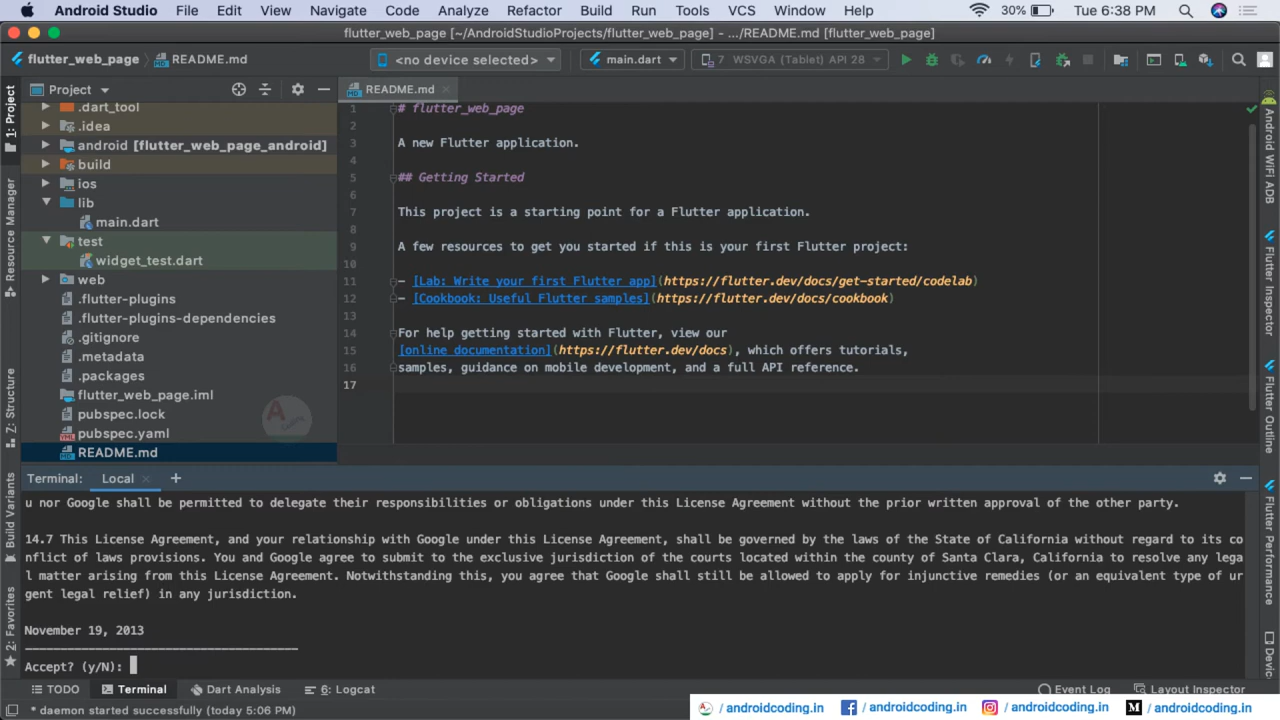 Android Studio File Edit View Navigate Code Analyze Refactor Build Run Tools VCS Window Help 30% Tue 6:38 PM
flutter_web_page [~/AndroidStudioProjects/flutter_web_page] - .../README.md [flutter_web_page]
flutter_web_page README.md <no device selected> main.dart 7 WSVGA (Tablet) API 28
1: Project
Resource Manager
Z: Structure
Build Variants
2: Favorites
Project
.dart_tool
.idea
android [flutter_web_page_android]
build
ios
lib
main.dart
test
widget_test.dart
web
.flutter-plugins
.flutter-plugins-dependencies
.gitignore
.metadata
.packages
flutter_web_page.iml
pubspec.lock
pubspec.yaml
README.md
README.md
1 # flutter_web_page
2
3 A new Flutter application.
4
5 ## Getting Started
6
7 This project is a starting point for a Flutter application.
8
9 A few resources to get you started if this is your first Flutter project:
10
11 - [Lab: Write your first Flutter app](https://flutter.dev/docs/get-started/codelab)
12 - [Cookbook: Useful Flutter samples](https://flutter.dev/docs/cookbook)
13
14 For help getting started with Flutter, view our
15 [online documentation](https://flutter.dev/docs), which offers tutorials,
16 samples, guidance on mobile development, and a full API reference.
17
Android WiFi ADB
Flutter Inspector
Flutter Outline
Flutter Performance
Terminal: Local +
u nor Google shall be permitted to delegate their responsibilities or obligations under this License Agreement without the prior written approval of the other party.
14.7 This License Agreement, and your relationship with Google under this License Agreement, shall be governed by the laws of the State of California without regard to its co
nflict of laws provisions. You and Google agree to submit to the exclusive jurisdiction of the courts located within the county of Santa Clara, California to resolve any lega
l matter arising from this License Agreement. Notwithstanding this, you agree that Google shall still be allowed to apply for injunctive remedies (or an equivalent type of ur
gent legal relief) in any jurisdiction.
November 19, 2013
Accept? (y/N):
TODO Terminal Dart Analysis 6: Logcat Event Log Layout Inspector
* daemon started successfully (today 5:06 PM)
/ androidcoding.in / androidcoding.in / androidcoding.in / androidcoding.in